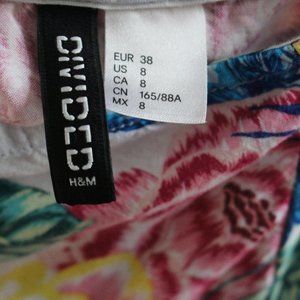 DIVIDED
H&M
EUR 38
US 8
CA 8
CN 165/88A
MX 8